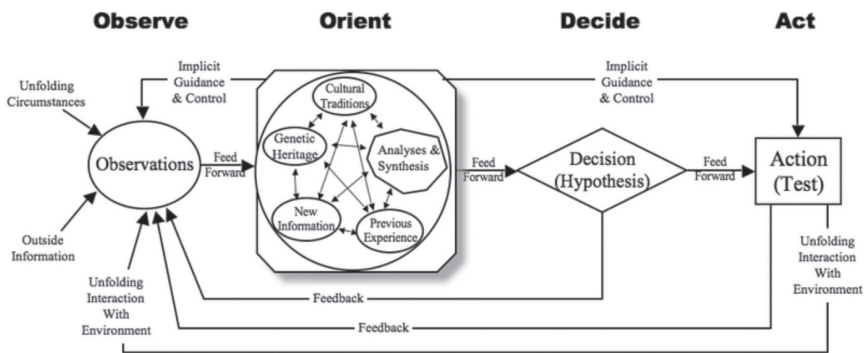 Observe
Orient
Decide
Act
Implicit
Guidance
& Control
Implicit
Guidance
& Control
Unfolding
Circumstances
Cultural
Traditions
Genetic
Heritage
Analyses &
Synthesis
New
Information
Previous
Experience
Observations
Feed
Forward
Feed
Forward
Decision
(Hypothesis)
Feed
Forward
Action
(Test)
Outside
Information
Unfolding
Interaction
With
Environment
Unfolding
Interaction
With
Environment
Feedback
Feedback